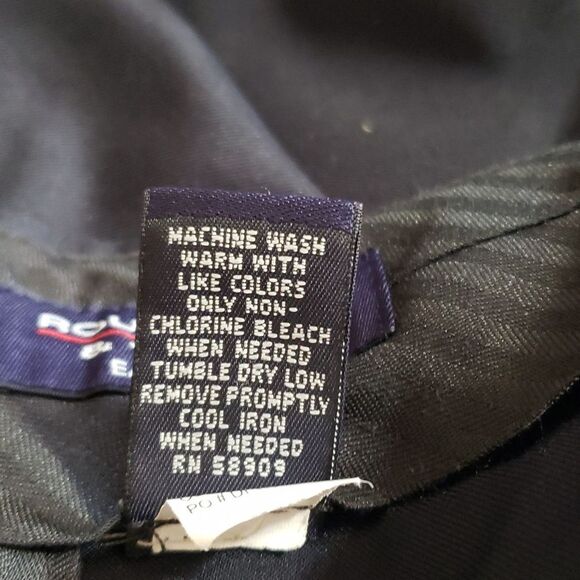 MACHINE WASH
WARM WITH
LIKE COLORS
ONLY NON-
CHLORINE BLEACH
WHEN NEEDED
TUMBLE DRY LOW
REMOVE PROMPTLY
COOL IRON
WHEN NEEDED
RN 58909